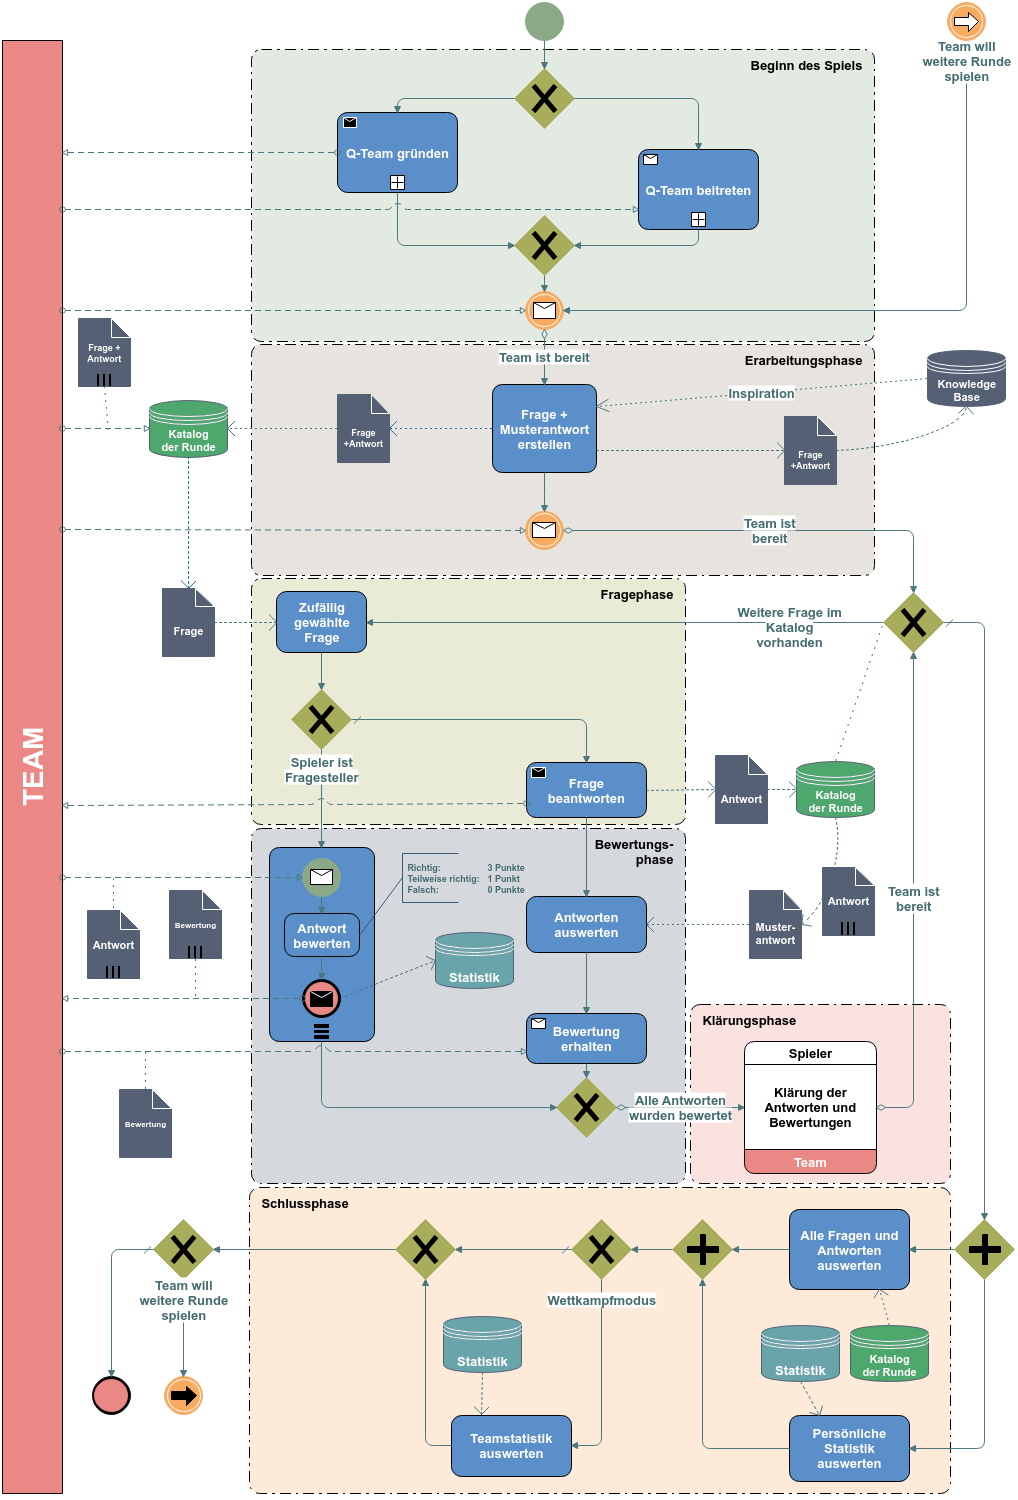 Team will
weitere Runde
spielen
Beginn des Spiels
Q-Team gründen
Q-Team beitreten
Team ist bereit
Erarbeitungsphase
Frage +
Antwort
Inspiration
Knowledge
Base
Frage +
Musterantwort
erstellen
Frage
+Antwort
Frage
+Antwort
Katalog
der Runde
Team ist
bereit
Fragephase
Zufällig
gewählte
Frage
Frage
Weitere Frage im
Katalog
vorhanden
TEAM
Spieler ist
Fragesteller
Frage
beantworten
Antwort
Katalog
der Runde
Bewertungs-
phase
Richtig: 3 Punkte
Teilweise richtig: 1 Punkt
Falsch: 0 Punkte
Team ist
bereit
Antwort
Antwort
bewerten
Antworten
auswerten
Muster-
antwort
Bewertung
Antwort
Statistik
Klärungsphase
Bewertung
erhalten
Spieler
Klärung der
Antworten und
Bewertungen
Team
Alle Antworten
wurden bewertet
Bewertung
Schlussphase
Alle Fragen und
Antworten
auswerten
Team will
weitere Runde
spielen
Wettkampfmodus
Statistik
Statistik
Katalog
der Runde
Teamstatistik
auswerten
Persönliche
Statistik
auswerten